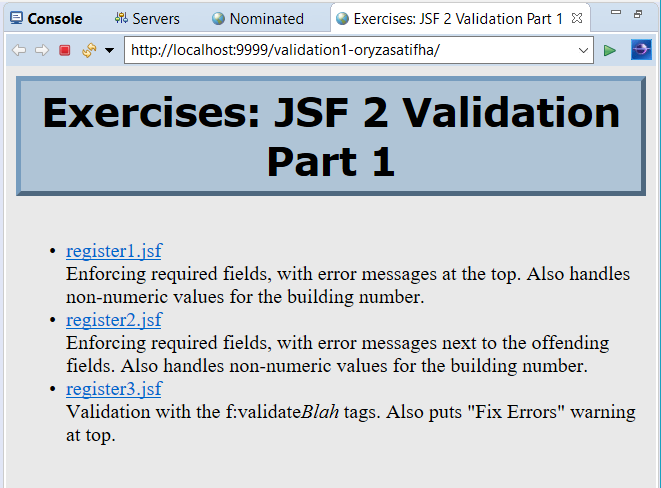 Console Servers Nominated Exercises: JSF 2 Validation Part 1
http://localhost:9999/validation1-oryzasatifha/
Exercises: JSF 2 Validation
Part 1
• register1.jsf
Enforcing required fields, with error messages at the top. Also handles
non-numeric values for the building number.
• register2.jsf
Enforcing required fields, with error messages next to the offending
fields. Also handles non-numeric values for the building number.
• register3.jsf
Validation with the f:validateBlah tags. Also puts "Fix Errors" warning
at top.